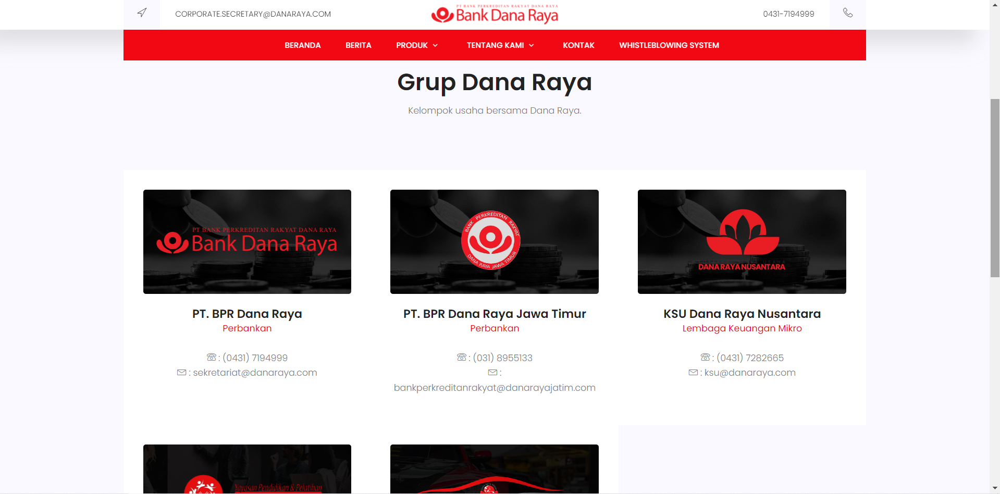 CORPORATE.SECRETARY@DANARAYA.COM
PT BANK PERKREDITAN RAKYAT DANA RAYA
Bank Dana Raya
0431-7194999
BERANDA BERITA PRODUK TENTANG KAMI KONTAK WHISTLEBLOWING SYSTEM
Grup Dana Raya
Kelompok usaha bersama Dana Raya.
PT BANK PERKREDITAN RAKYAT DANA RAYA
Bank Dana Raya
BANK PERKREDITAN RAKYAT
DANA RAYA JAWA TIMUR
USAHA
DANA RAYA NUSANTARA
PT. BPR Dana Raya
Perbankan
: (0431) 7194999
: sekretariat@danaraya.com
PT. BPR Dana Raya Jawa Timur
Perbankan
: (031) 8955133
:
bankperkreditanrakyat@danarayajatim.com
KSU Dana Raya Nusantara
Lembaga Keuangan Mikro
: (0431) 7282665
: ksu@danaraya.com
Yayasan Pendidikan & Pelatihan